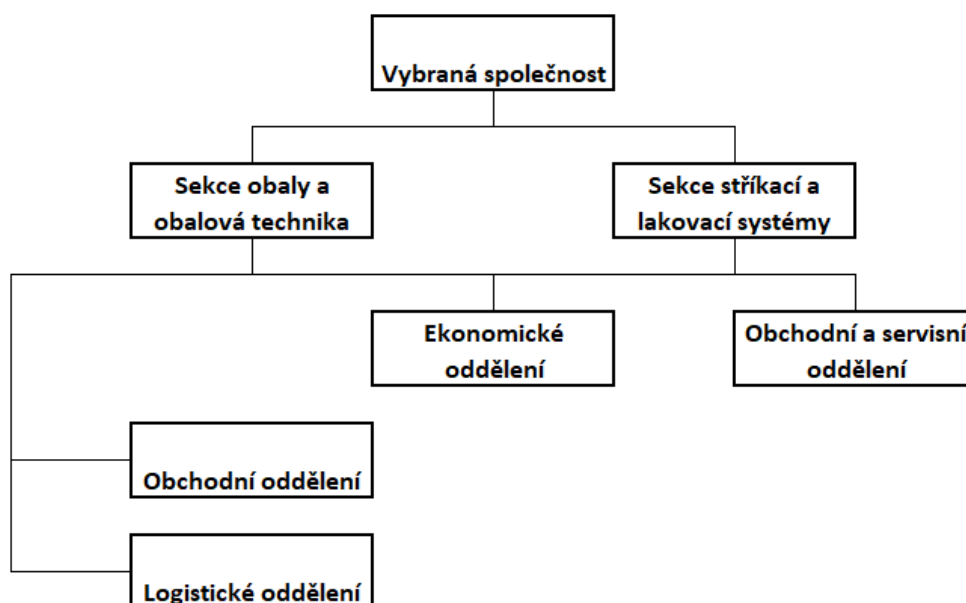 Vybraná společnost
Sekce obaly a
obalová technika
Sekce stříkací a
lakovací systémy
Ekonomické
oddělení
Obchodní a servisní
oddělení
Obchodní oddělení
Logistické oddělení